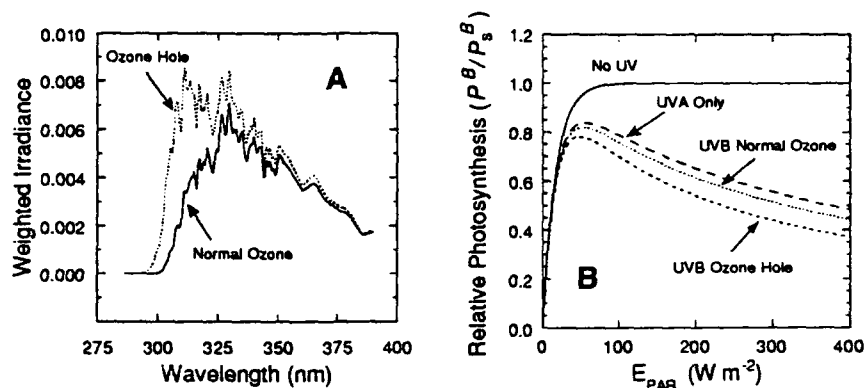 0.010
0.008
0.006
0.004
0.002
0.000
Weighted Irradiance
Ozone Hole
A
Normal Ozone
275 300 325 350 375 400
Wavelength (nm)
1.2
1.0
0.8
0.6
0.4
0.2
0.0
Relative Photosynthesis (P^B/P_s^B)
No UV
UVA Only
UVB Normal Ozone
B
UVB Ozone Hole
0 100 200 300 400
E_PAR (W m^-2)